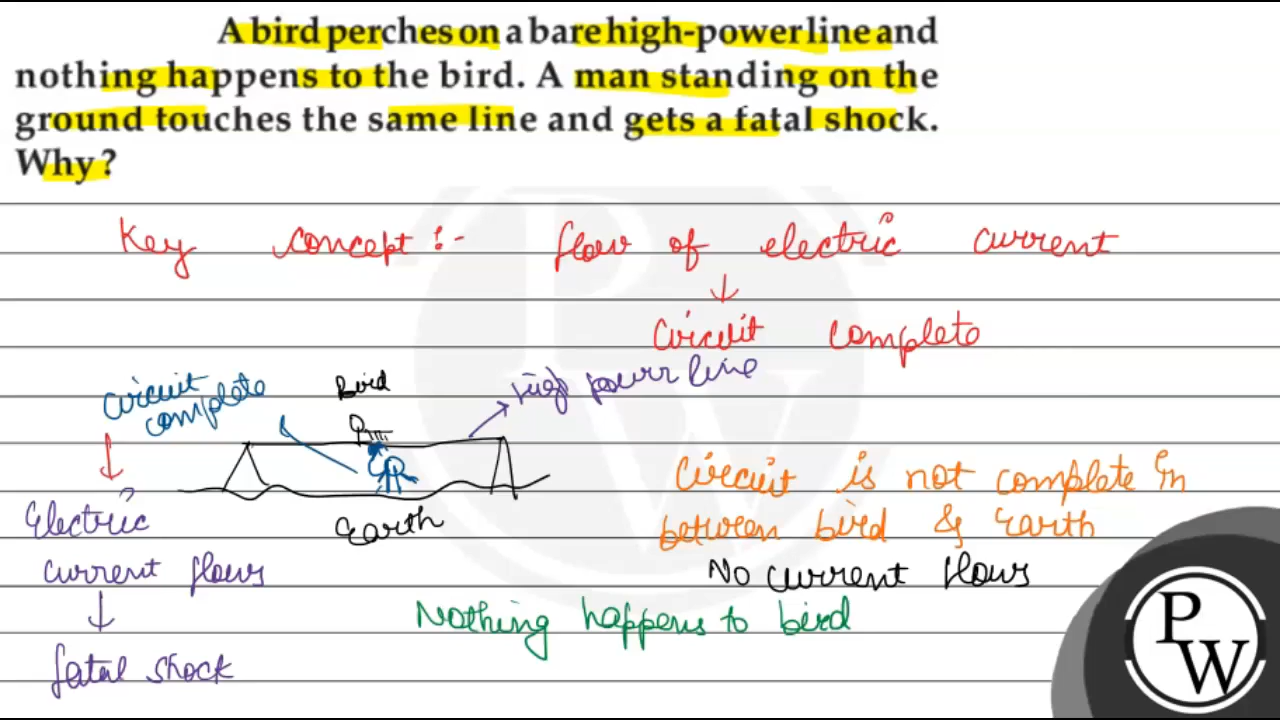 A bird perches on a bare high-power line and
nothing happens to the bird. A man standing on the
ground touches the same line and gets a fatal shock.
Why?
Key concept :- flow of electric current
↓
Circuit complete
High power line
Circuit complete
Bird
Electric
current flows
↓
fatal shock
Earth
Circuit is not complete in
between bird & Earth
No current flows
Nothing happens to bird
P
W
PW